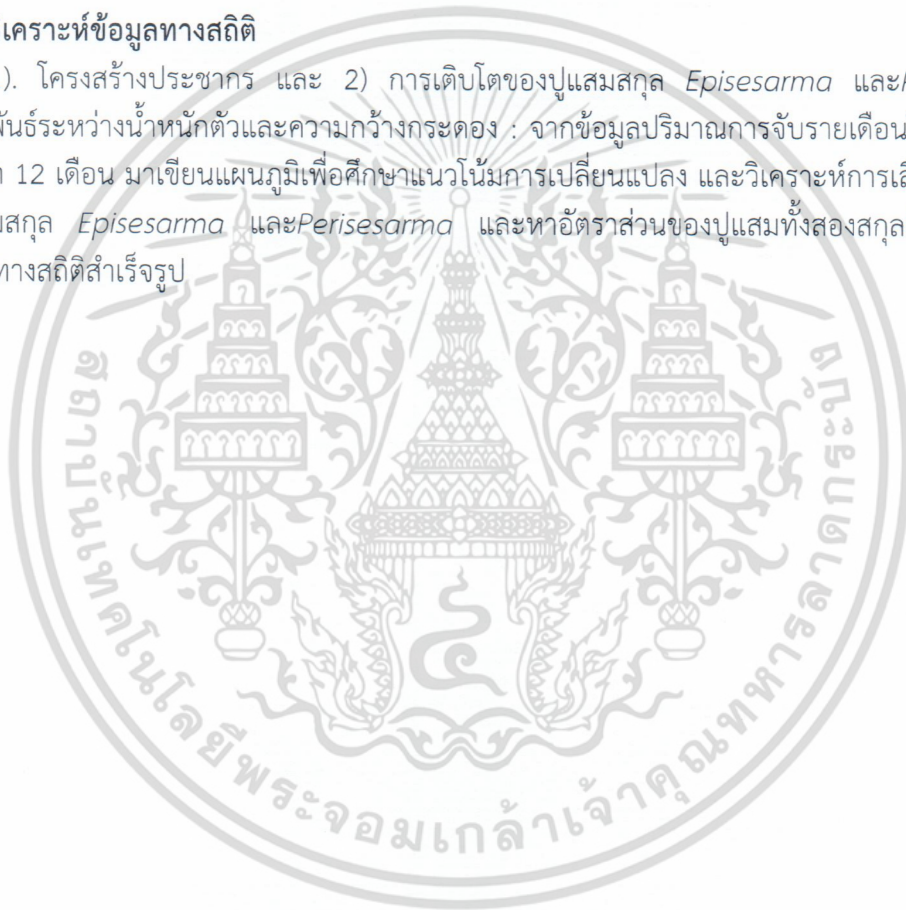 เคราะห์ข้อมูลทางสถิติ
). โครงสร้างประชากร และ 2) การเติบโตของปูแสมสกุล Episesarma และ
พันธ์ระหว่างน้ำหนักตัวและความกว้างกระดอง : จากข้อมูลปริมาณการจับรายเดือน
12 เดือน มาเขียนแผนภูมิเพื่อศึกษาแนวโน้มการเปลี่ยนแปลง และวิเคราะห์การ
สกุล Episesarma และPerisesarma และหาอัตราส่วนของปูแสมทั้งสองสกุล
ทางสถิติสำเร็จรูป
สถาบันเทคโนโลยีพระจอมเกล้าเจ้าคุณทหารลาดกระบัง